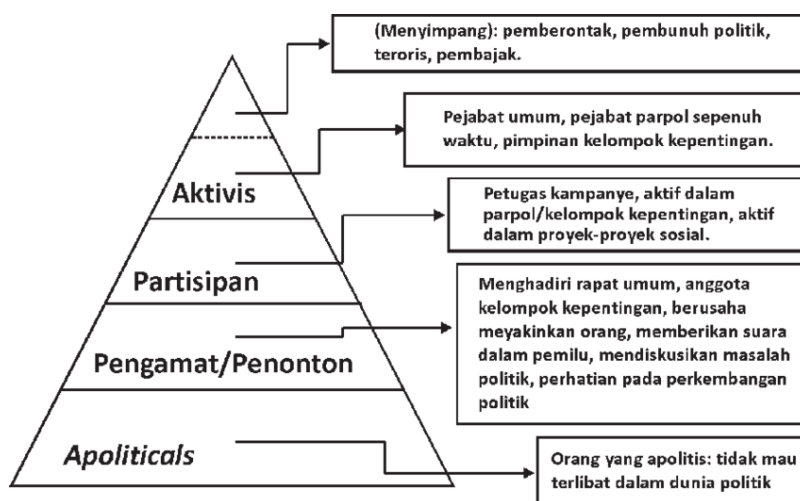 (Menyimpang): pemberontak, pembunuh politik,
teroris, pembajak.
Pejabat umum, pejabat parpol sepenuh
waktu, pimpinan kelompok kepentingan.
Aktivis
Petugas kampanye, aktif dalam
parpol/kelompok kepentingan, aktif
dalam proyek-proyek sosial.
Partisipan
Menghadiri rapat umum, anggota
kelompok kepentingan, berusaha
meyakinkan orang, memberikan suara
dalam pemilu, mendiskusikan masalah
politik, perhatian pada perkembangan
politik
Pengamat/Penonton
Apoliticals
Orang yang apolitis: tidak mau
terlibat dalam dunia politik